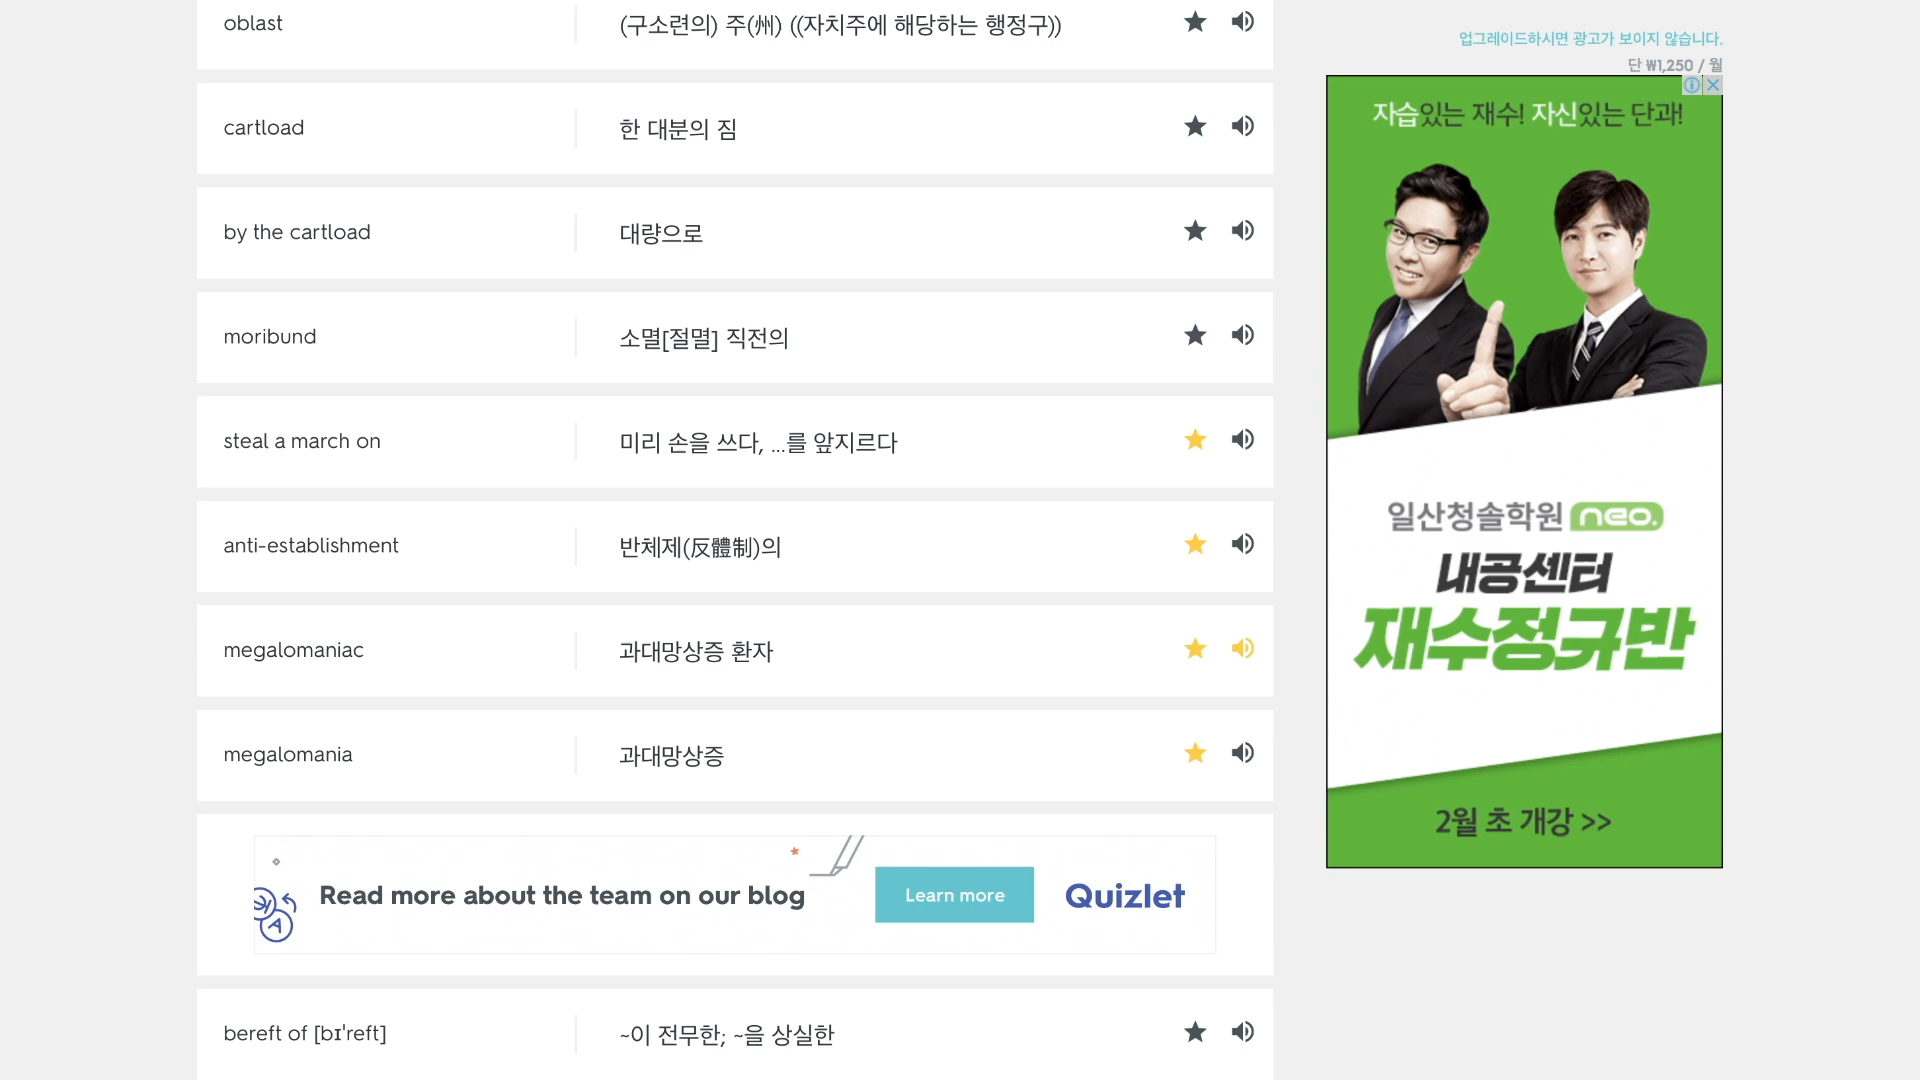 oblast (구소련의) 주(州) ((자치주에 해당하는 행정구))
cartload 한 대분의 짐
by the cartload 대량으로
moribund 소멸[절멸] 직전의
steal a march on 미리 손을 쓰다, ...를 앞지르다
anti-establishment 반체제(反體制)의
megalomaniac 과대망상증 환자
megalomania 과대망상증
Read more about the team on our blog Learn more Quizlet
A
bereft of [bɪ'reft] ~이 전무한; ~을 상실한
업그레이드하시면 광고가 보이지 않습니다.
단 ₩1,250 / 월
자습있는 재수! 자신있는 단과!
일산청솔학원 neo.
내공센터
재수정규반
2월 초 개강 >>